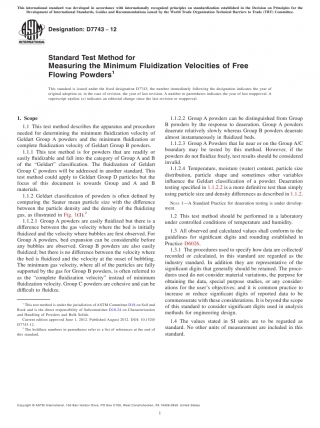 This international standard was developed in accordance with internationally recognized principles on standardization established in the Decision on Principles for the
Development of International Standards, Guides and Recommendations issued by the World Trade Organization Technical Barriers to Trade (TBT) Committee.
Designation: D7743 − 12
Standard Test Method for
Measuring the Minimum Fluidization Velocities of Free
Flowing Powders1
This standard is issued under the fixed designation D7743; the number immediately following the designation indicates the year of
original adoption or, in the case of revision, the year of last revision. A number in parentheses indicates the year of last reapproval. A
superscript epsilon (ε) indicates an editorial change since the last revision or reapproval.
1. Scope
1.1 This test method describes the apparatus and procedure
needed for determining the minimum fluidization velocity of
Geldart Group A powders and the minimum fluidization or
complete fluidization velocity of Geldart Group B powders.
1.1.1 This test method is for powders that are readily or
easily fluidizable and fall into the category of Group A and B
of the “Geldart” classification. The fluidization of Geldart
Group C powders will be addressed in another standard. This
test method could apply to Geldart Group D particles but the
focus of this document is towards Group A and B
materials.
1.1.2 Geldart classification of powders is often defined by
comparing the Sauter mean particle size with the difference
between the particle density and the density of the fluidizing
gas, as illustrated in Fig. 1(1).2
1.1.2.1 Group A powders are easily fluidized but there is a
difference between the gas velocity where the bed is initially
fluidized and the velocity where bubbles are first observed. For
Group A powders, bed expansion can be considerable before
any bubbles are observed. Group B powders are also easily
fluidized; but there is no difference between the velocity where
the bed is fluidized and the velocity at the onset of bubbling.
The minimum gas velocity, where all of the particles are fully
supported by the gas for Group B powders, is often referred to
as the “complete fluidization velocity” instead of minimum
fluidization velocity. Group C powders are cohesive and can be
difficult to fluidize.
1 This test method is under the jurisdiction of ASTM Committee D18 on Soil and
Rock and is the direct responsibility of Subcommittee D18.24 on Characterization
and Handling of Powders and Bulk Solids.
Current edition approved June 1, 2012. Published August 2012. DOI: 10.1520/
D7743-12.
2 The boldface numbers in parentheses refer to a list of references at the end of
this standard.
1.1.2.2 Group A powders can be distinguished from Group
B powders by the response to deaeration. Group A powders
deaerate relatively slowly whereas Group B powders deaerate
almost instantaneously in fluidized beds.
1.1.2.3 Group A powders that lie near or on the Group A/C
boundary may be tested by this method. However, if the
powders do not fluidize freely, test results should be considered
invalid.
1.1.2.4 Temperature, moisture (water) content, particle size
distribution, particle shape and sometimes other variables
influence the Geldart classification of a powder. Deaeration
testing specified in 1.1.2.2 is a more definitive test than simply
using particle size and density differences as described in 1.1.2.
NOTE 1—A Standard Practice for deaeration testing is under develop-
ment.
1.2 This test method should be performed in a laboratory
under controlled conditions of temperature and humidity.
1.3 All observed and calculated values shall conform to the
guidelines for significant digits and rounding established in
Practice D6026.
1.3.1 The procedures used to specify how data are collected/
recorded or calculated, in this standard are regarded as the
industry standard. In addition they are representative of the
significant digits that generally should be retained. The proce-
dures used do not consider material variations, the purpose for
obtaining the data, special purpose studies, or any consider-
ations for the user's objectives; and it is common practice to
increase or reduce significant digits of reported data to be
commensurate with these considerations. It is beyond the scope
of this standard to consider significant digits used in analysis
methods for engineering design.
1.4 The values stated in SI units are to be regarded as
standard. No other units of measurement are included in this
standard.
Copyright © ASTM International, 100 Barr Harbor Drive, PO Box C700, West Conshohocken, PA 19428-2959. United States
1